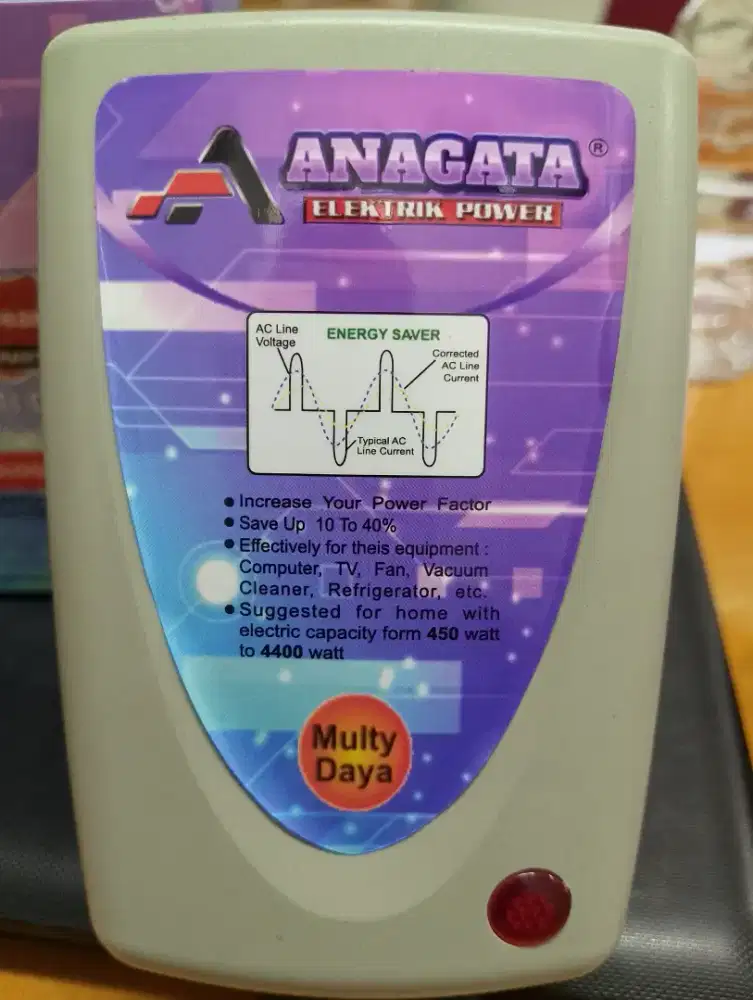 ANAGATA ®
ELEKTRIK POWER
AC Line
Voltage
ENERGY SAVER
Corrected
AC Line
Current
Typical AC
Line Current
• Increase Your Power Factor
• Save Up 10 To 40%
• Effectively for theis equipment :
Computer, TV, Fan, Vacuum
Cleaner, Refrigerator, etc.
• Suggested for home with
electric capacity form 450 watt
to 4400 watt
Multy
Daya